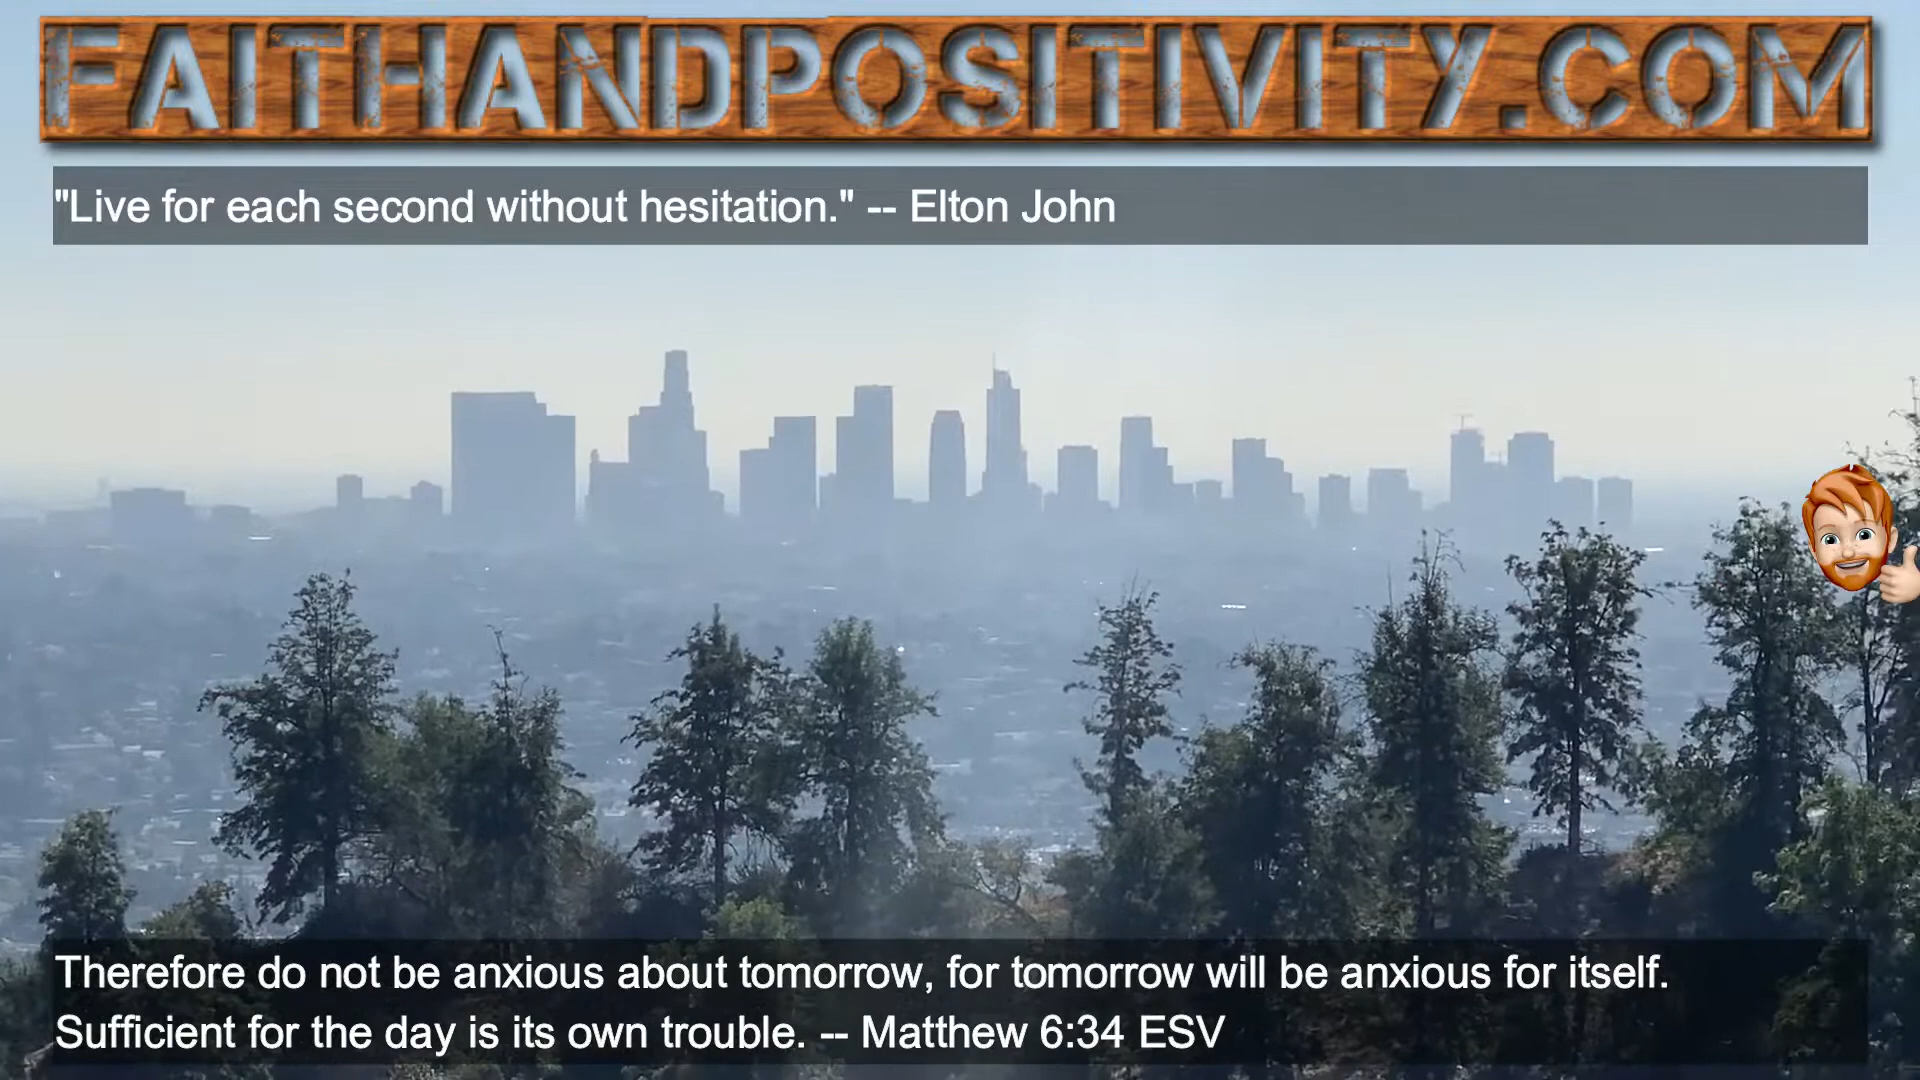 FAITHANDPOSITIVITY.COM
"Live for each second without hesitation." -- Elton John
Therefore do not be anxious about tomorrow, for tomorrow will be anxious for itself.
Sufficient for the day is its own trouble. -- Matthew 6:34 ESV